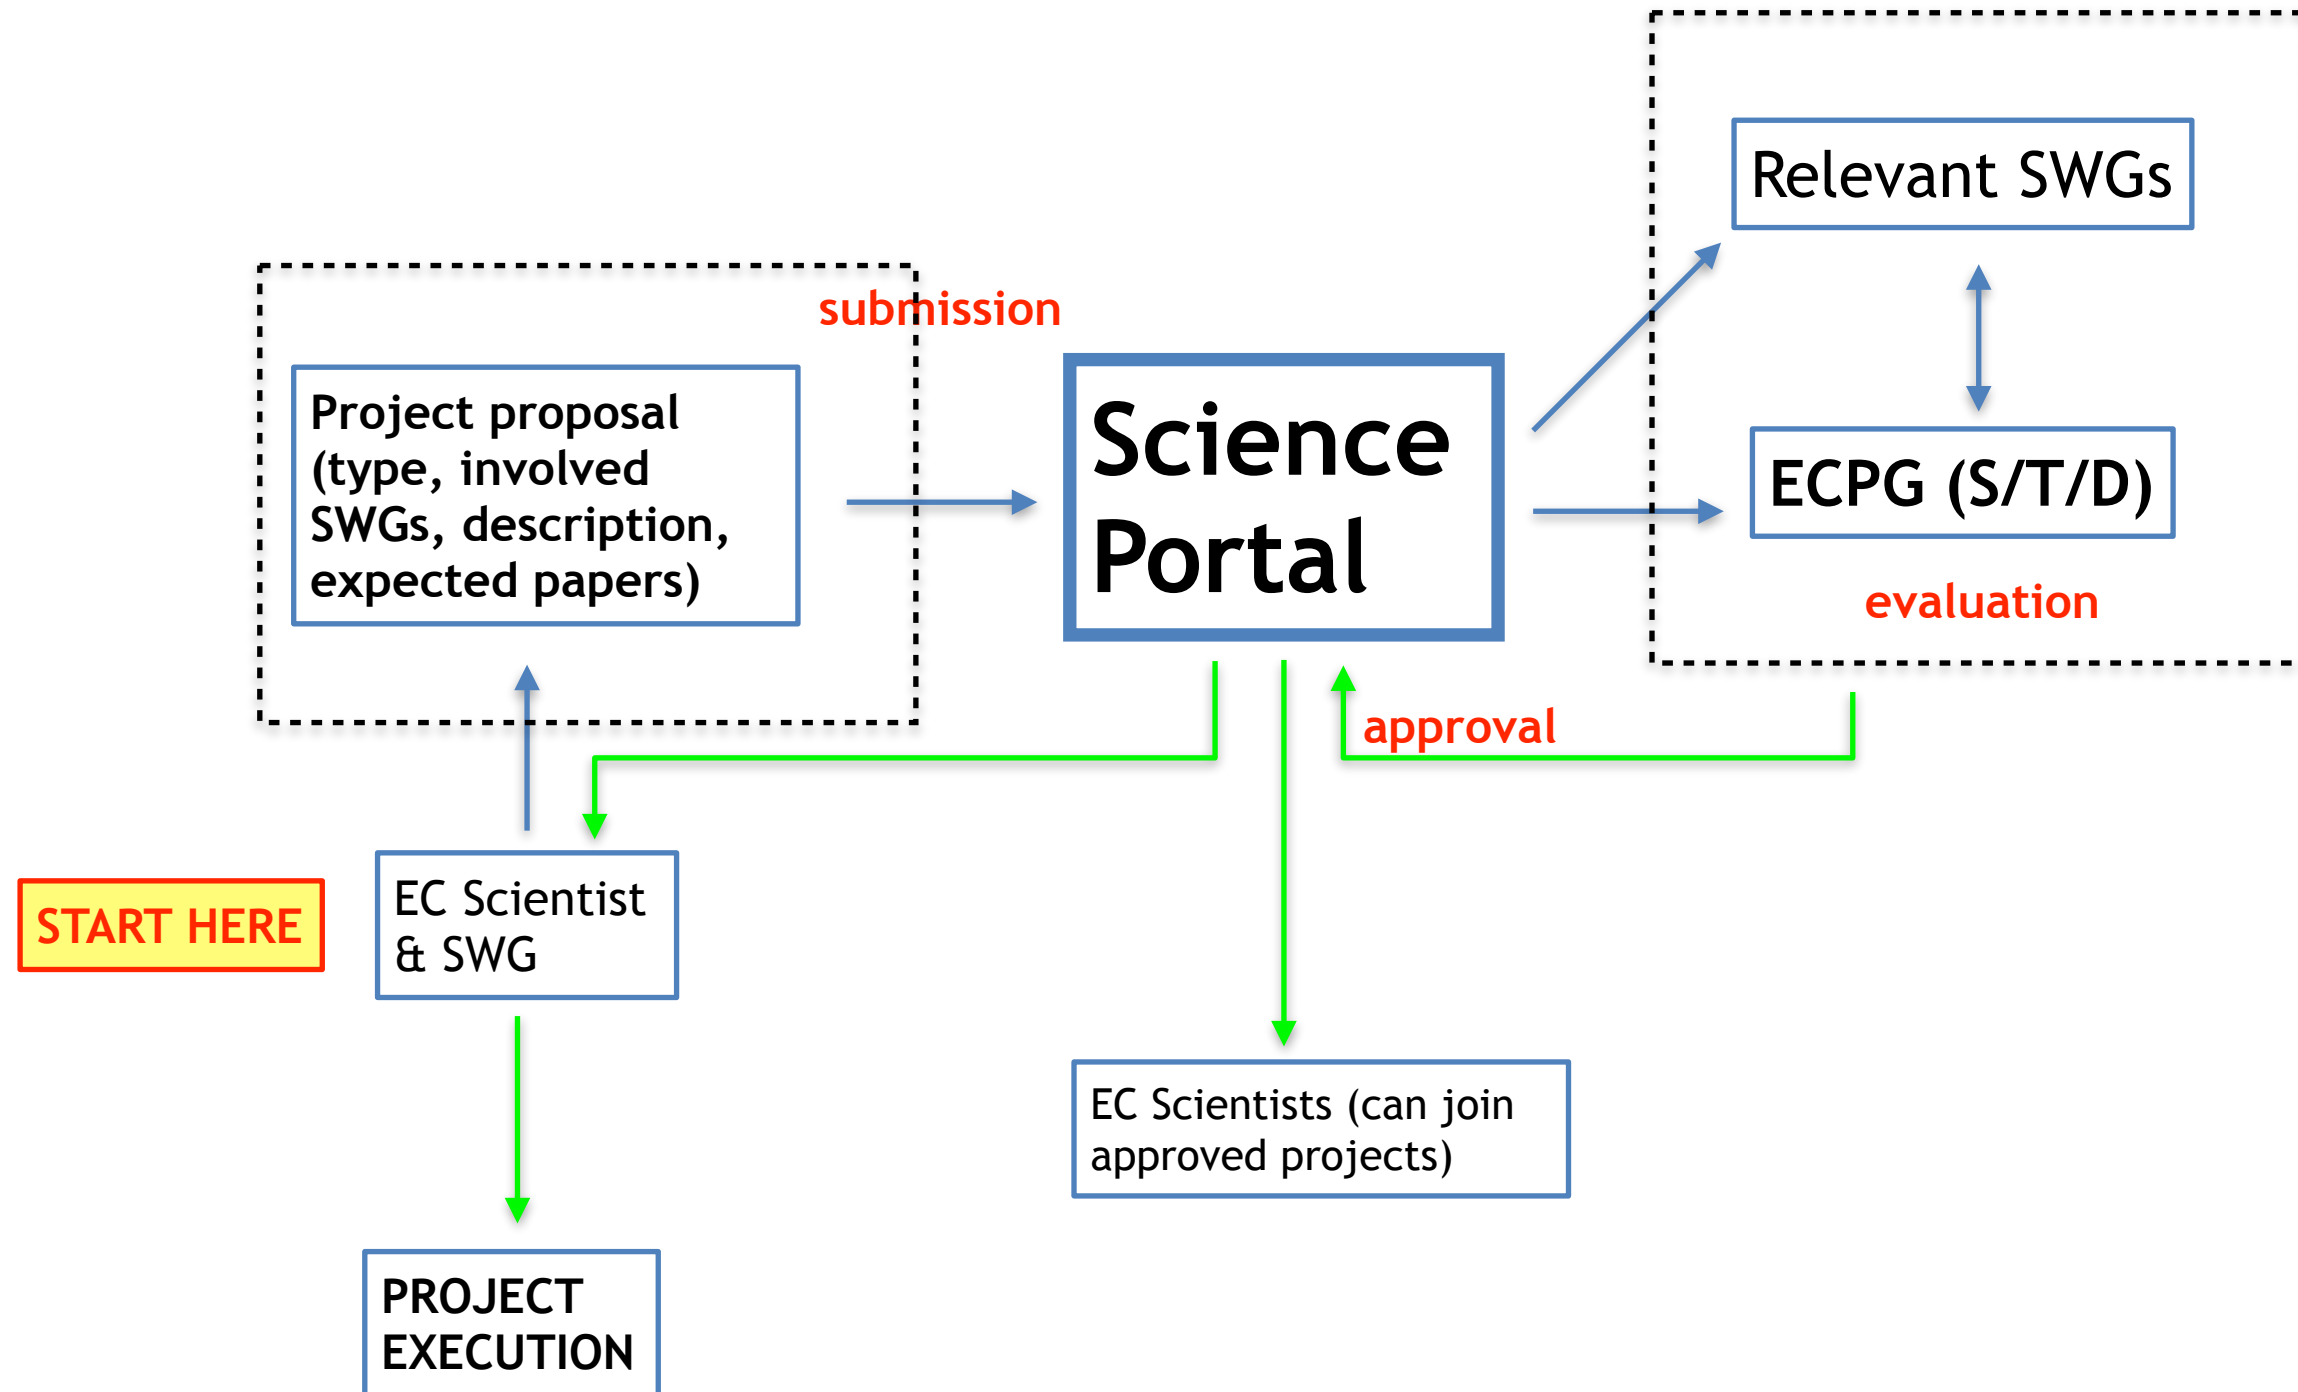 Relevant SWGs
submission
Project proposal
(type, involved
SWGs, description,
expected papers)
Science
Portal
ECPG (S/T/D)
evaluation
approval
START HERE
EC Scientist
& SWG
EC Scientists (can join
approved projects)
PROJECT
EXECUTION